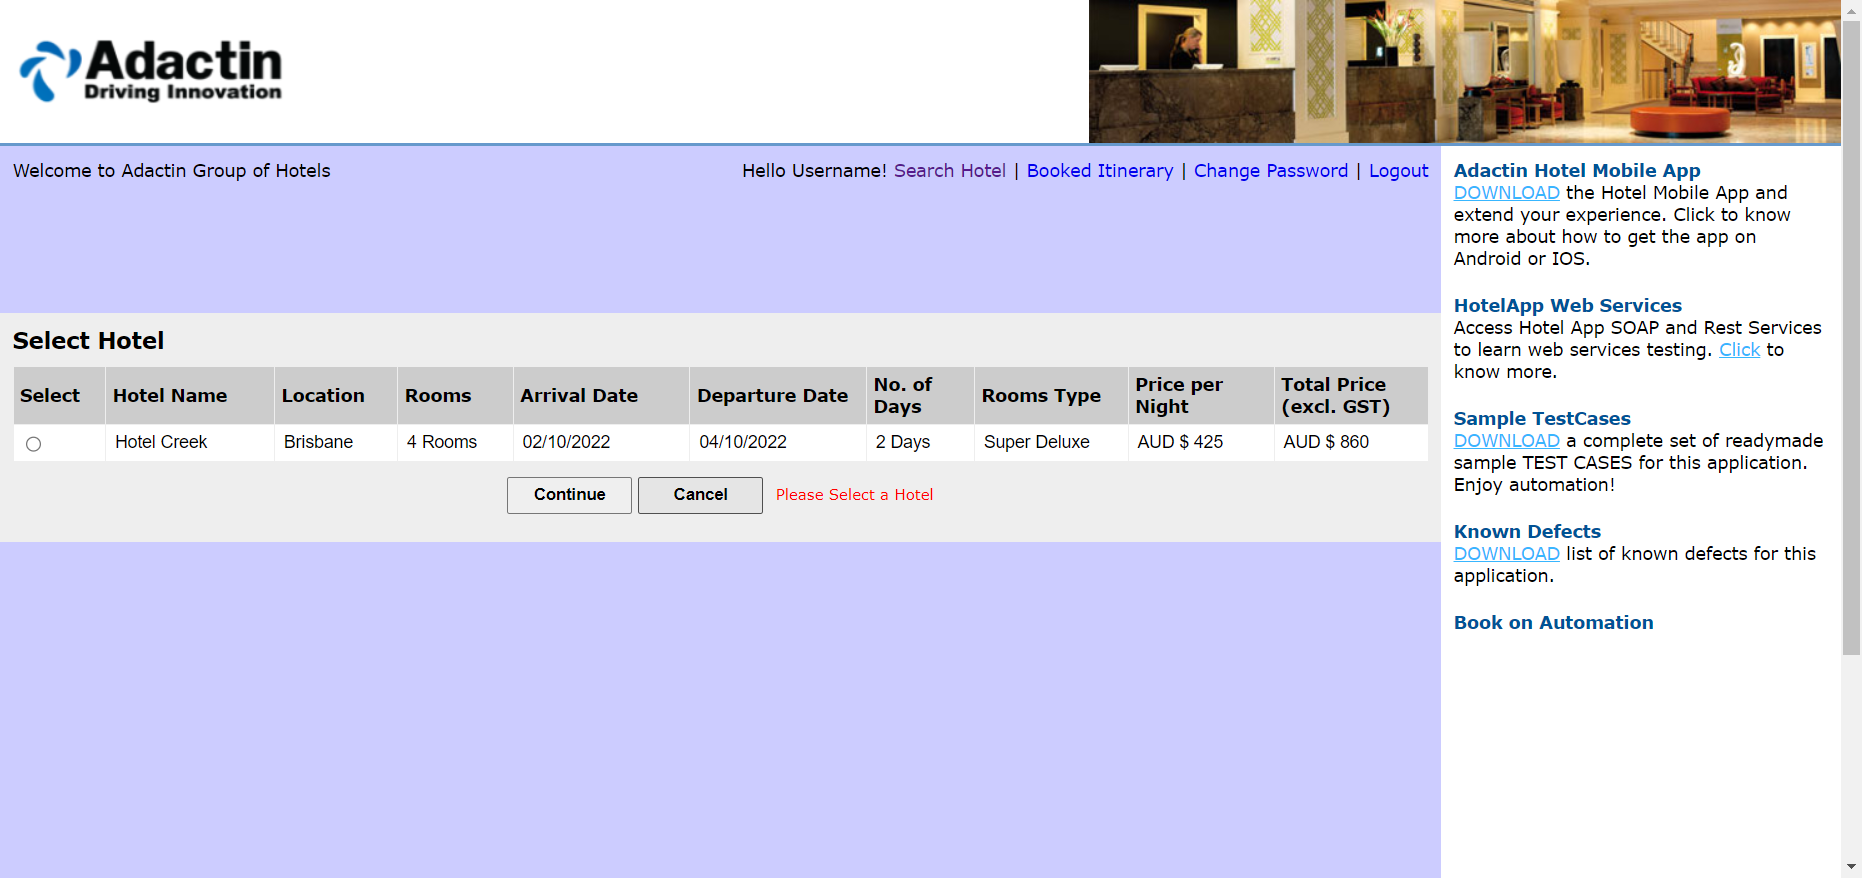 Adactin
Driving Innovation
Welcome to Adactin Group of Hotels
Hello Username! Search Hotel | Booked Itinerary | Change Password | Logout
Select Hotel
Select Hotel Name Location Rooms Arrival Date Departure Date No. of Days Rooms Type Price per Night Total Price (excl. GST)
Hotel Creek Brisbane 4 Rooms 02/10/2022 04/10/2022 2 Days Super Deluxe AUD $ 425 AUD $ 860
Continue Cancel Please Select a Hotel
Adactin Hotel Mobile App
DOWNLOAD the Hotel Mobile App and
extend your experience. Click to know
more about how to get the app on
Android or IOS.
HotelApp Web Services
Access Hotel App SOAP and Rest Services
to learn web services testing. Click to
know more.
Sample TestCases
DOWNLOAD a complete set of readymade
sample TEST CASES for this application.
Enjoy automation!
Known Defects
DOWNLOAD list of known defects for this
application.
Book on Automation